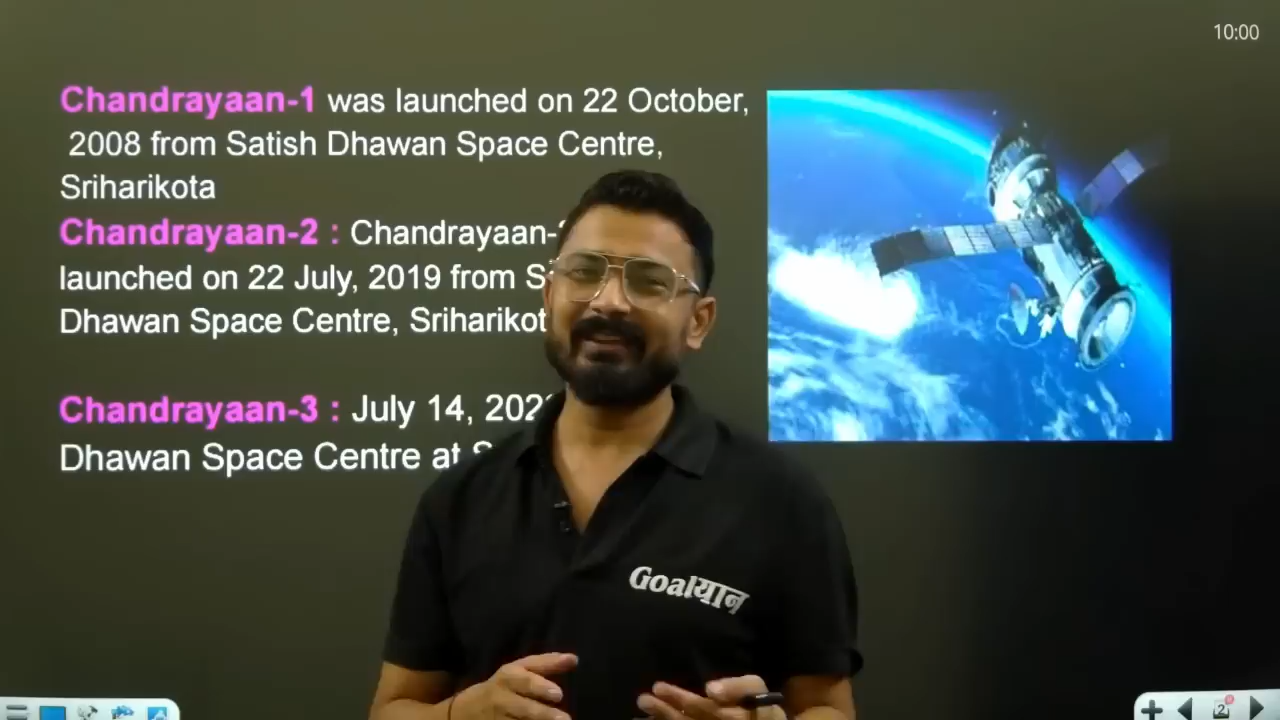 10:00
Chandrayaan-1 was launched on 22 October,
2008 from Satish Dhawan Space Centre,
Sriharikota
Chandrayaan-2 : Chandrayaan-
launched on 22 July, 2019 from
Dhawan Space Centre, Sriharikot
Chandrayaan-3 : July 14, 202
Dhawan Space Centre at
Goalयान
2